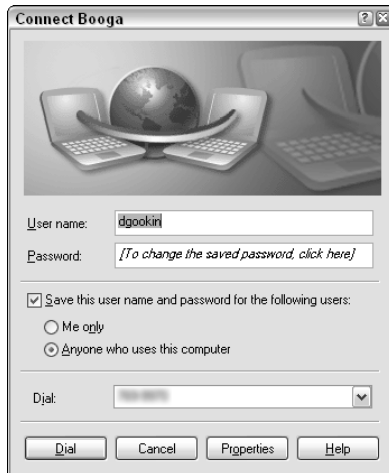 Connect Booga
User name: dgookin
Password: [To change the saved password, click here]
Save this user name and password for the following users:
Me only
Anyone who uses this computer
Dial:
Dial Cancel Properties Help